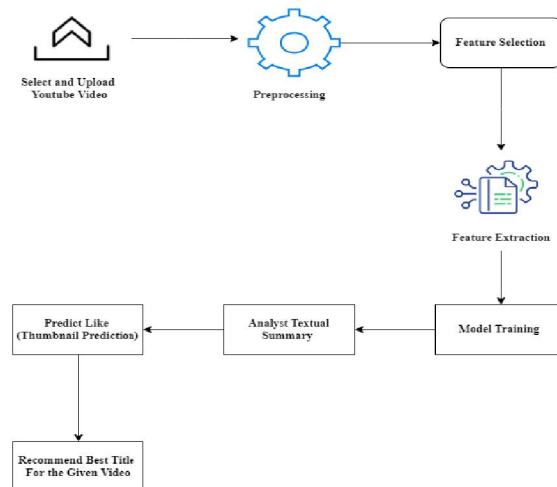 Select and Upload
Youtube Video
Preprocessing
Feature Selection
Feature Extraction
Model Training
Analyst Textual
Summary
Predict Like
(Thumbnail Prediction)
Recommend Best Title
For the Given Video